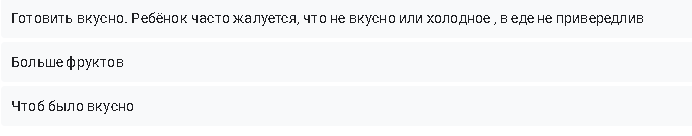 Готовить вкусно. Ребёнок часто жалуется, что не вкусно или холодное , в еде не привередлив
Больше фруктов
Чтоб было вкусно